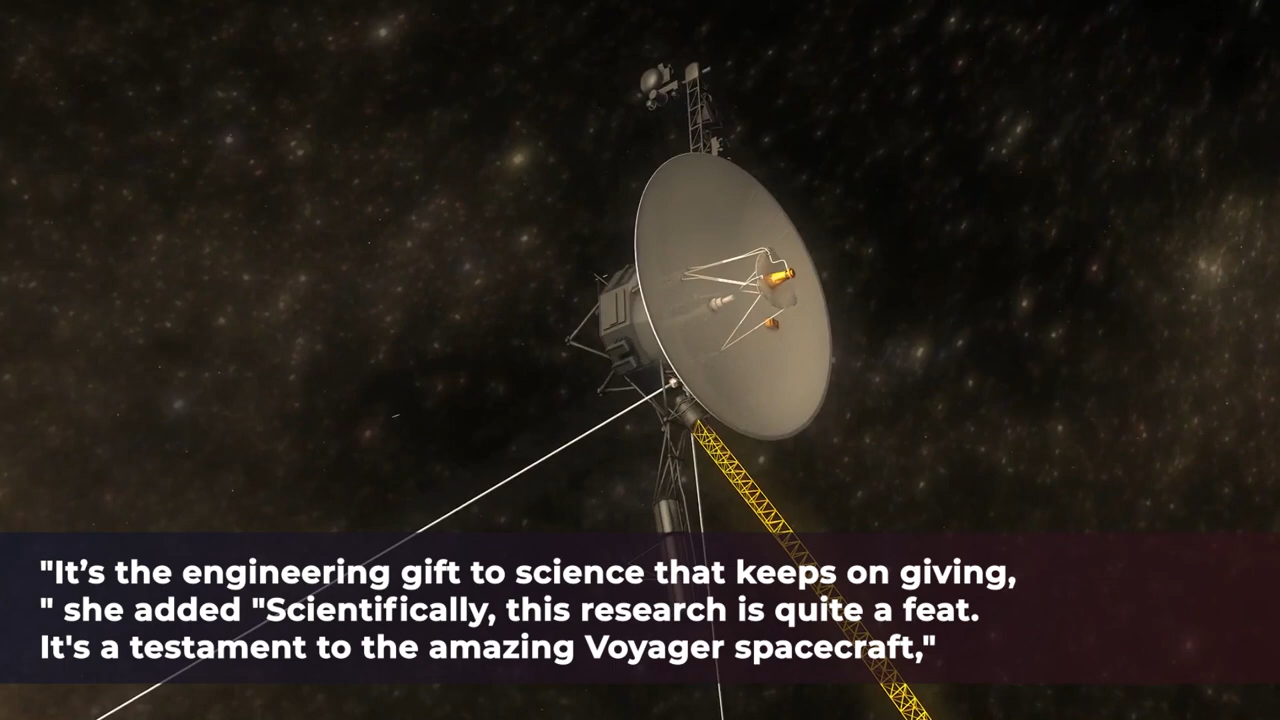 "It’s the engineering gift to science that keeps on giving,
" she added "Scientifically, this research is quite a feat.
It's a testament to the amazing Voyager spacecraft,"